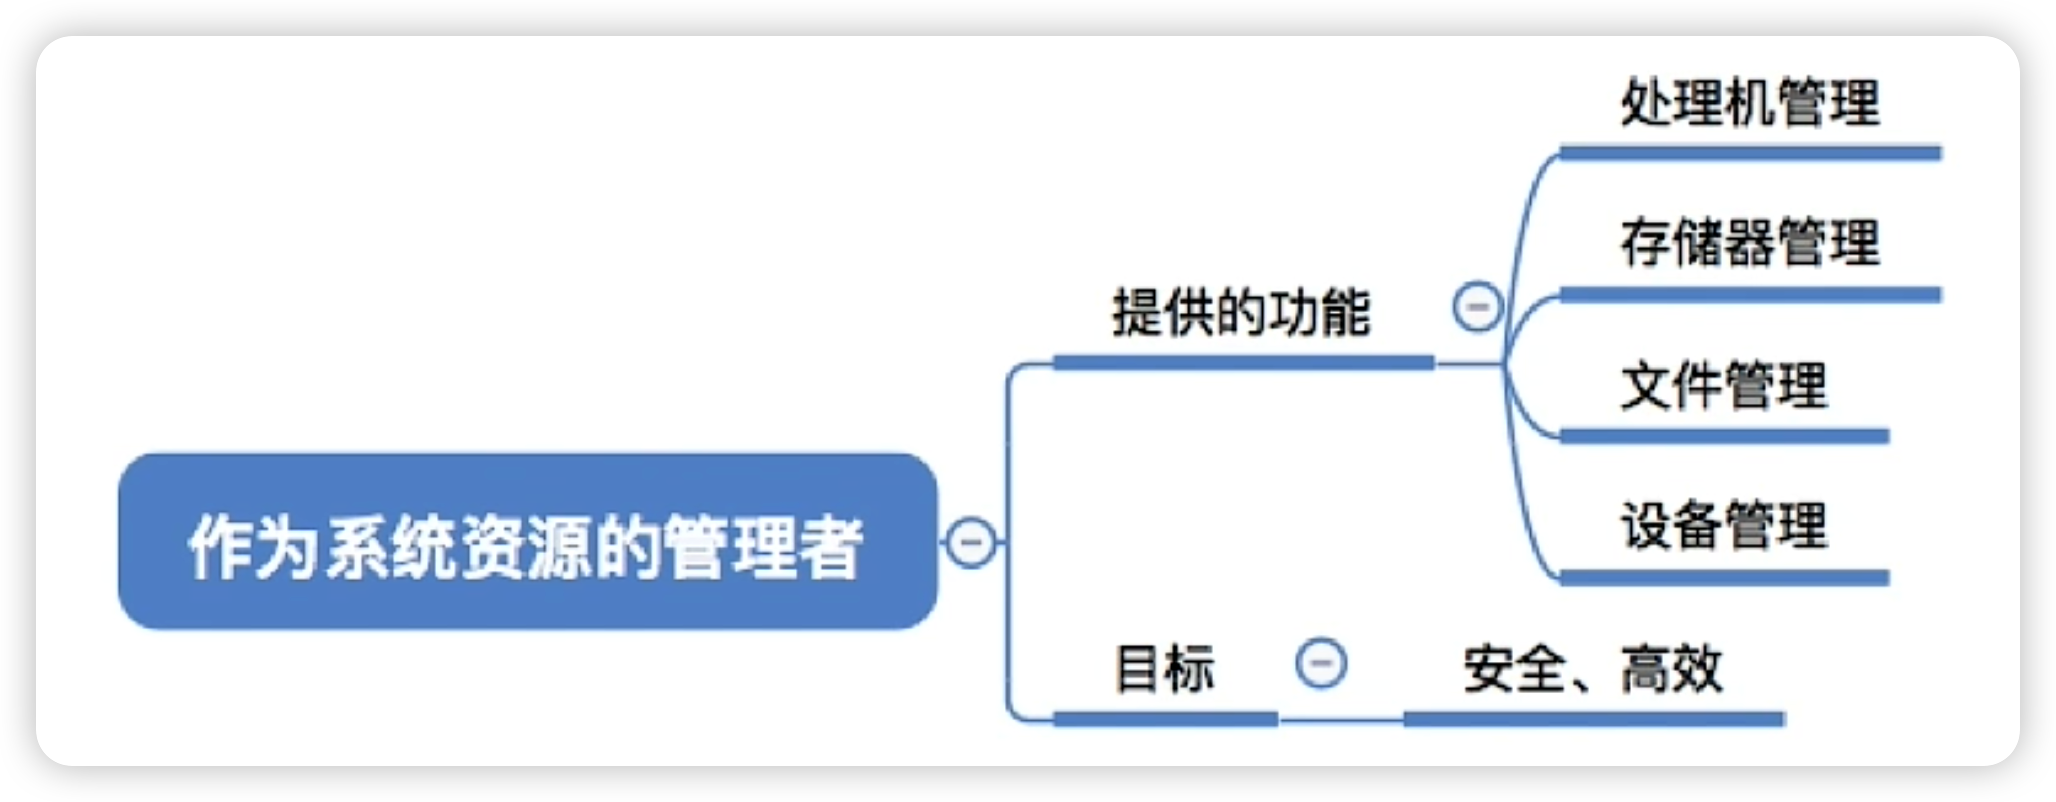 作为系统资源的管理者
提供的功能
处理机管理
存储器管理
文件管理
设备管理
目标
安全、高效